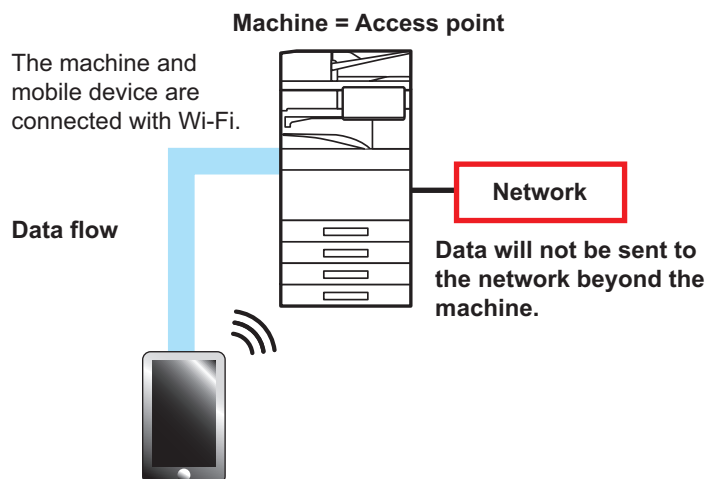 Machine = Access point
The machine and
mobile device are
connected with Wi-Fi.
Network
Data flow
Data will not be sent to
the network beyond the
machine.